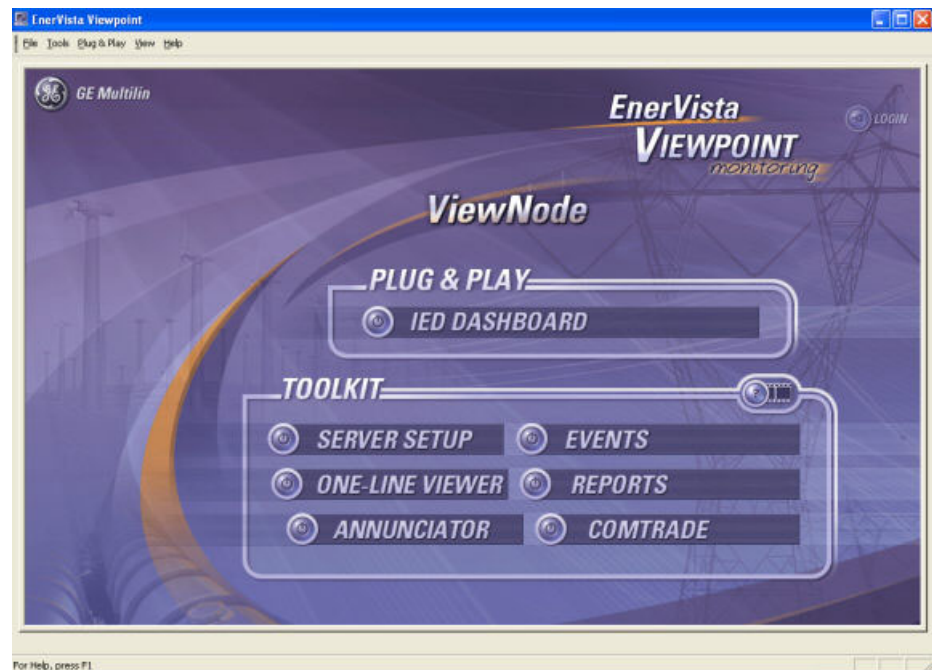 EnerVista Viewpoint
File Tools Plug & Play View Help
GE Multilin
EnerVista
VIEWPOINT
monitoring
LOGIN
ViewNode
PLUG & PLAY
IED DASHBOARD
TOOLKIT
SERVER SETUP EVENTS
ONE-LINE VIEWER REPORTS
ANNUNCIATOR COMTRADE
For Help, press F1